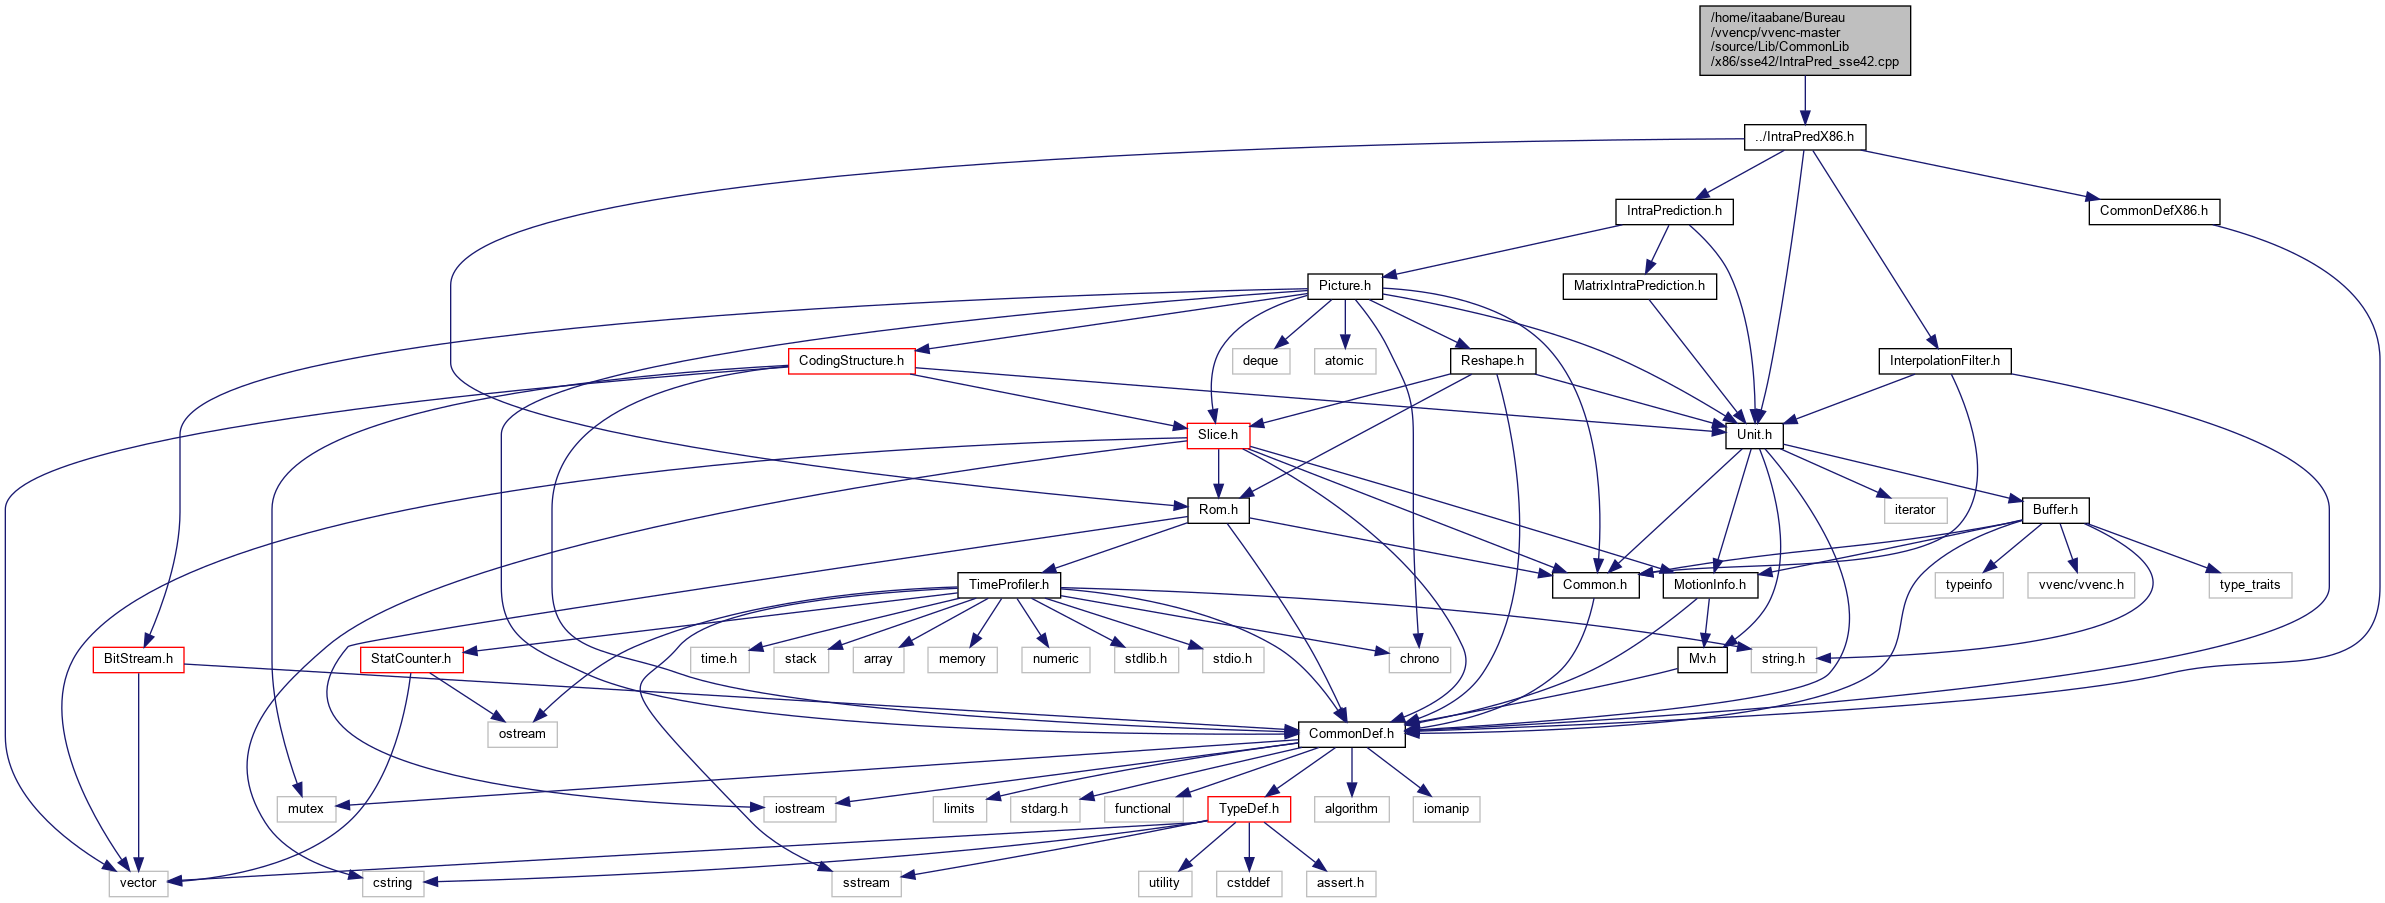 /home/itaabane/Bureau
/vvencp/vvenc-master
/source/Lib/CommonLib
/x86/sse42/IntraPred_sse42.cpp
../IntraPredX86.h
IntraPrediction.h
CommonDefX86.h
Picture.h
MatrixIntraPrediction.h
CodingStructure.h
deque
atomic
Reshape.h
InterpolationFilter.h
Slice.h
Unit.h
Rom.h
iterator
Buffer.h
TimeProfiler.h
Common.h
MotionInfo.h
typeinfo
vvenc/vvenc.h
type_traits
BitStream.h
StatCounter.h
time.h
stack
array
memory
numeric
stdlib.h
stdio.h
chrono
Mv.h
string.h
ostream
CommonDef.h
mutex
iostream
limits
stdarg.h
functional
TypeDef.h
algorithm
iomanip
vector
cstring
sstream
utility
cstddef
assert.h